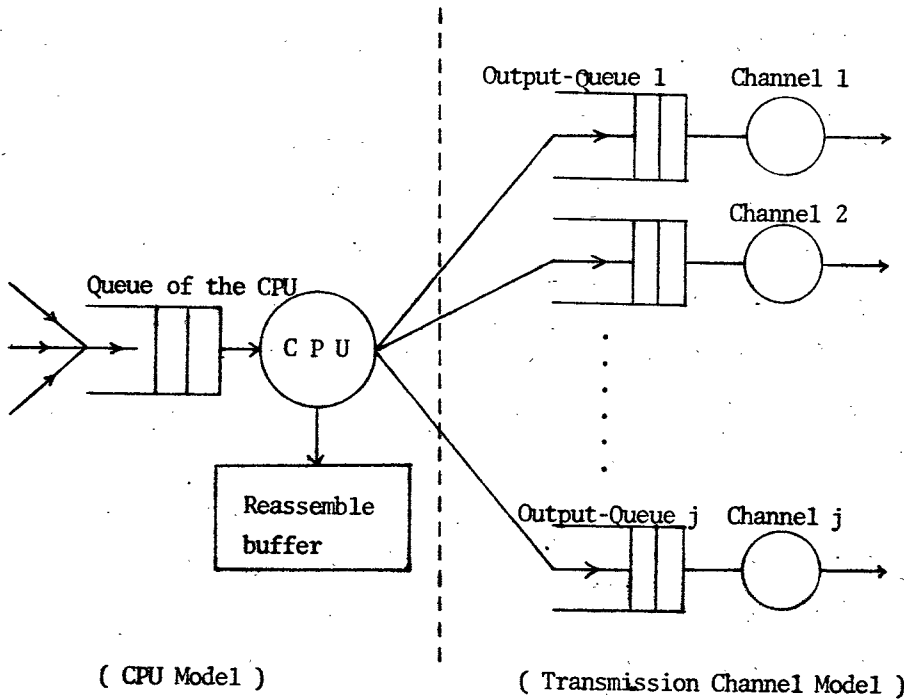 Output-Queue 1
Channel 1
Channel 2
Queue of the CPU
C P U
Reassemble
buffer
Output-Queue j
Channel j
( CPU Model )
( Transmission Channel Model )